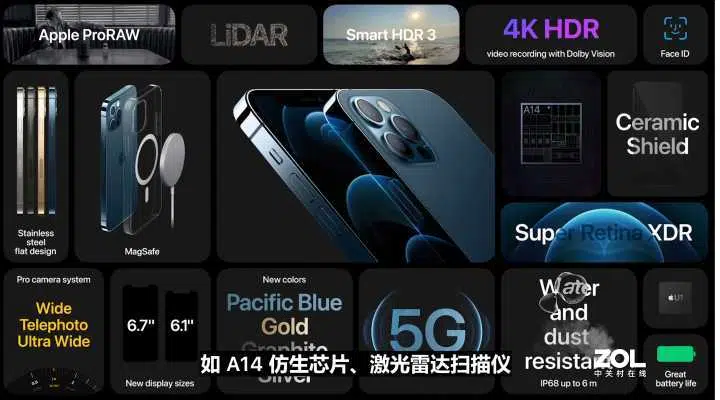 Apple ProRAW
LiDAR
Smart HDR 3
4K HDR
video recording with Dolby Vision
Face ID
Stainless
steel
flat design
MagSafe
A14
Ceramic
Shield
Super Retina XDR
Pro camera system
Wide
Telephoto
Ultra Wide
6.7"
6.1"
New display sizes
New colors
Pacific Blue
Gold
Graphite
Silver
5G
Water
and
dust
resistant
IP68 up to 6 m
U1
Great
battery life
如 A14 仿生芯片、激光雷达扫描仪
ZOL
中关村在线